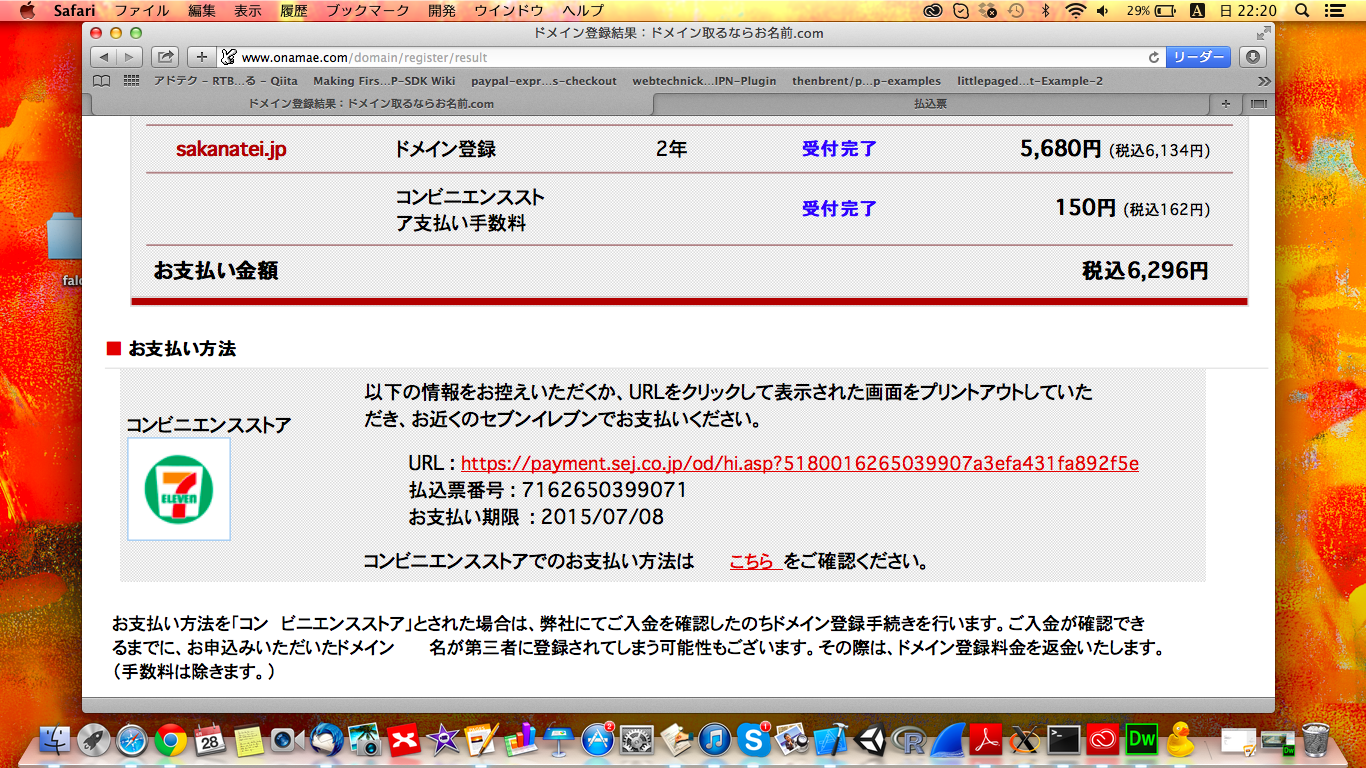 Safari ファイル 編集 表示 履歴 ブックマーク 開発 ウインドウ ヘルプ 29% A 日 22:20
ドメイン登録結果：ドメイン取るならお名前.com
www.onamae.com/domain/register/result リーダー
アドテク – RTB...る – Qiita Making Firs...P-SDK Wiki paypal-expr...s-checkout webtechnick...IPN-Plugin thenbrent/p...p-examples littlepaged...t-Example-2
ドメイン登録結果：ドメイン取るならお名前.com 払込票
sakanatei.jp ドメイン登録 2年 受付完了 5,680円 (税込6,134円)
コンビニエンススト
ア支払い手数料 受付完了 150円 (税込162円)
お支払い金額 税込6,296円
falc
■ お支払い方法
以下の情報をお控えいただくか、URLをクリックして表示された画面をプリントアウトしていた
だき、お近くのセブンイレブンでお支払いください。
コンビニエンスストア
7
ELEVEN
URL : https://payment.sej.co.jp/od/hi.asp?5180016265039907a3efa431fa892f5e
払込票番号 : 7162650399071
お支払い期限 : 2015/07/08
コンビニエンスストアでのお支払い方法は こちら をご確認ください。
お支払い方法を「コン ビニエンスストア」とされた場合は、弊社にてご入金を確認したのちドメイン登録手続きを行います。ご入金が確認でき
るまでに、お申込みいただいたドメイン 名が第三者に登録されてしまう可能性もございます。その際は、ドメイン登録料金を返金いたします。
（手数料は除きます。）
28 2 1 R Dw